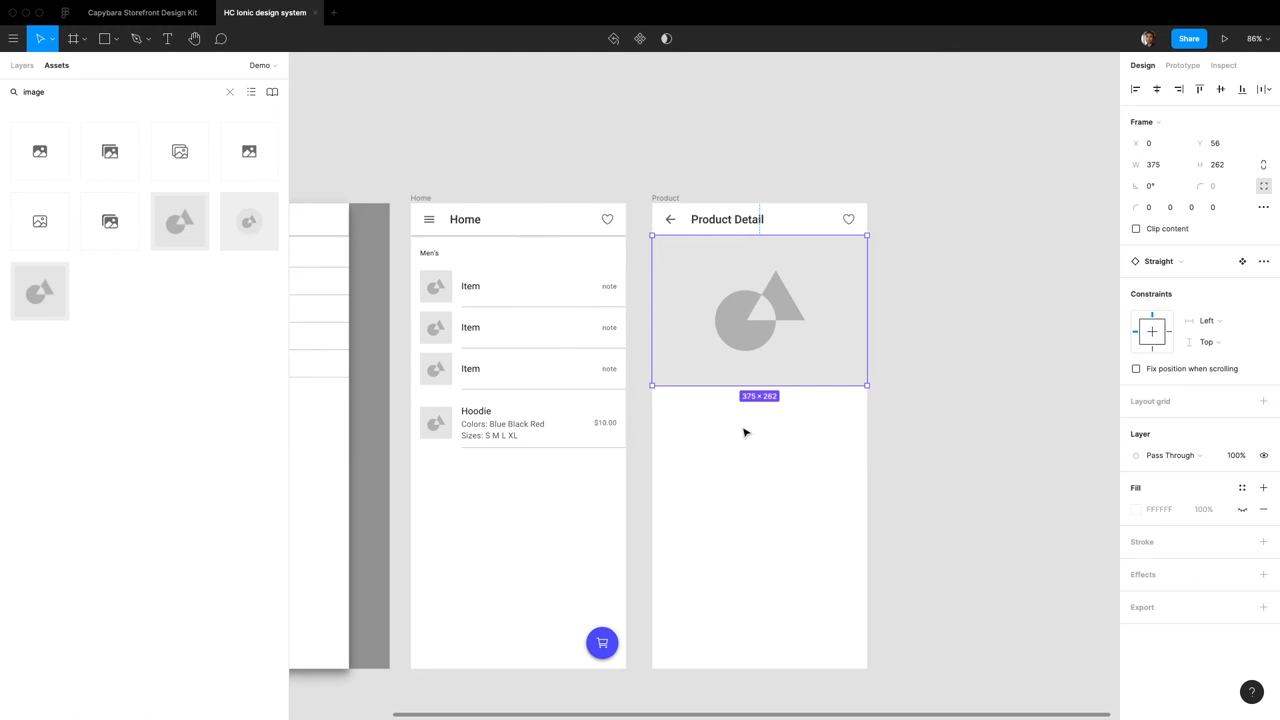 Capybara Storefront Design Kit
HC Ionic design system
Share
86%
Layers
Assets
Demo
image
Home
Home
Men's
Item
note
Item
note
Item
note
Hoodie
Colors: Blue Black Red
Sizes: S M L XL
$10.00
Product
Product Detail
375 × 262
Design
Prototype
Inspect
Frame
X 0 Y 56
W 375 H 262
0° 0
0 0 0 0
Clip content
Straight
Constraints
Left
Top
Fix position when scrolling
Layout grid
Layer
Pass Through 100%
Fill
FFFFFF 100%
Stroke
Effects
Export
?